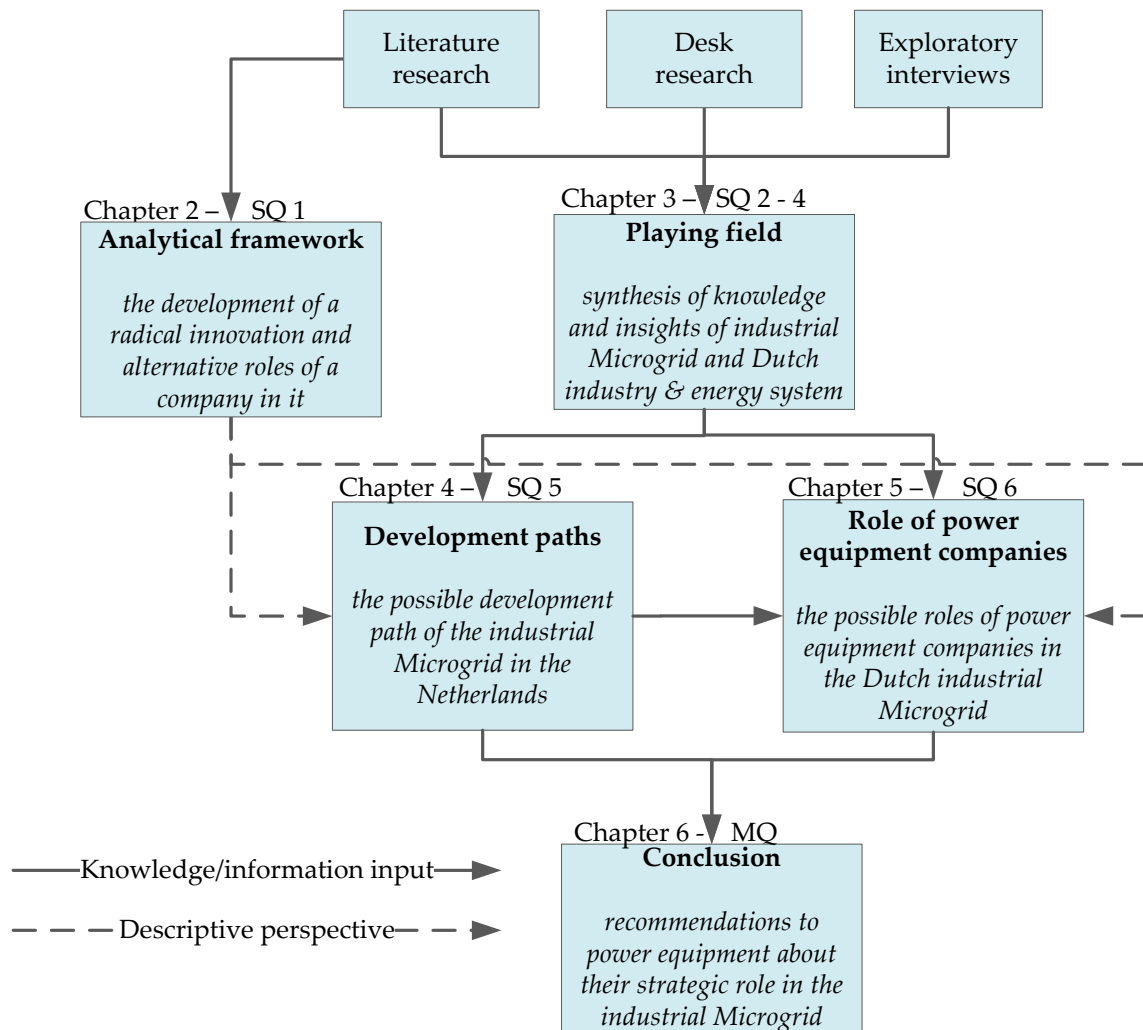 Literature
research
Desk
research
Exploratory
interviews
Chapter 2 – SQ 1
Analytical framework
the development of a
radical innovation and
alternative roles of a
company in it
Chapter 3 – SQ 2 - 4
Playing field
synthesis of knowledge
and insights of industrial
Microgrid and Dutch
industry & energy system
Chapter 4 – SQ 5
Development paths
the possible development
path of the industrial
Microgrid in the
Netherlands
Chapter 5 – SQ 6
Role of power
equipment companies
the possible roles of power
equipment companies in
the Dutch industrial
Microgrid
Chapter 6 - MQ
Conclusion
recommendations to
power equipment about
their strategic role in the
industrial Microgrid
Knowledge/information input
Descriptive perspective